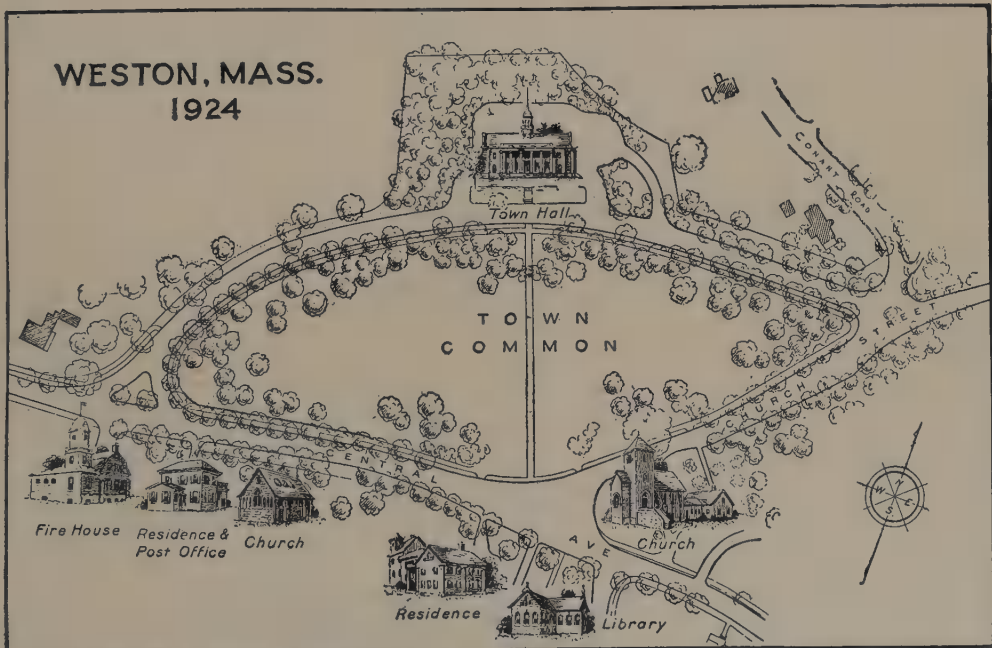 WESTON, MASS.
1924
Town Hall
CONANT ROAD
TOWN
COMMON
CHURCH STREET
CENTRAL AVE
Fire House
Residence &
Post Office
Church
Church
Residence
Library
N
W E
S